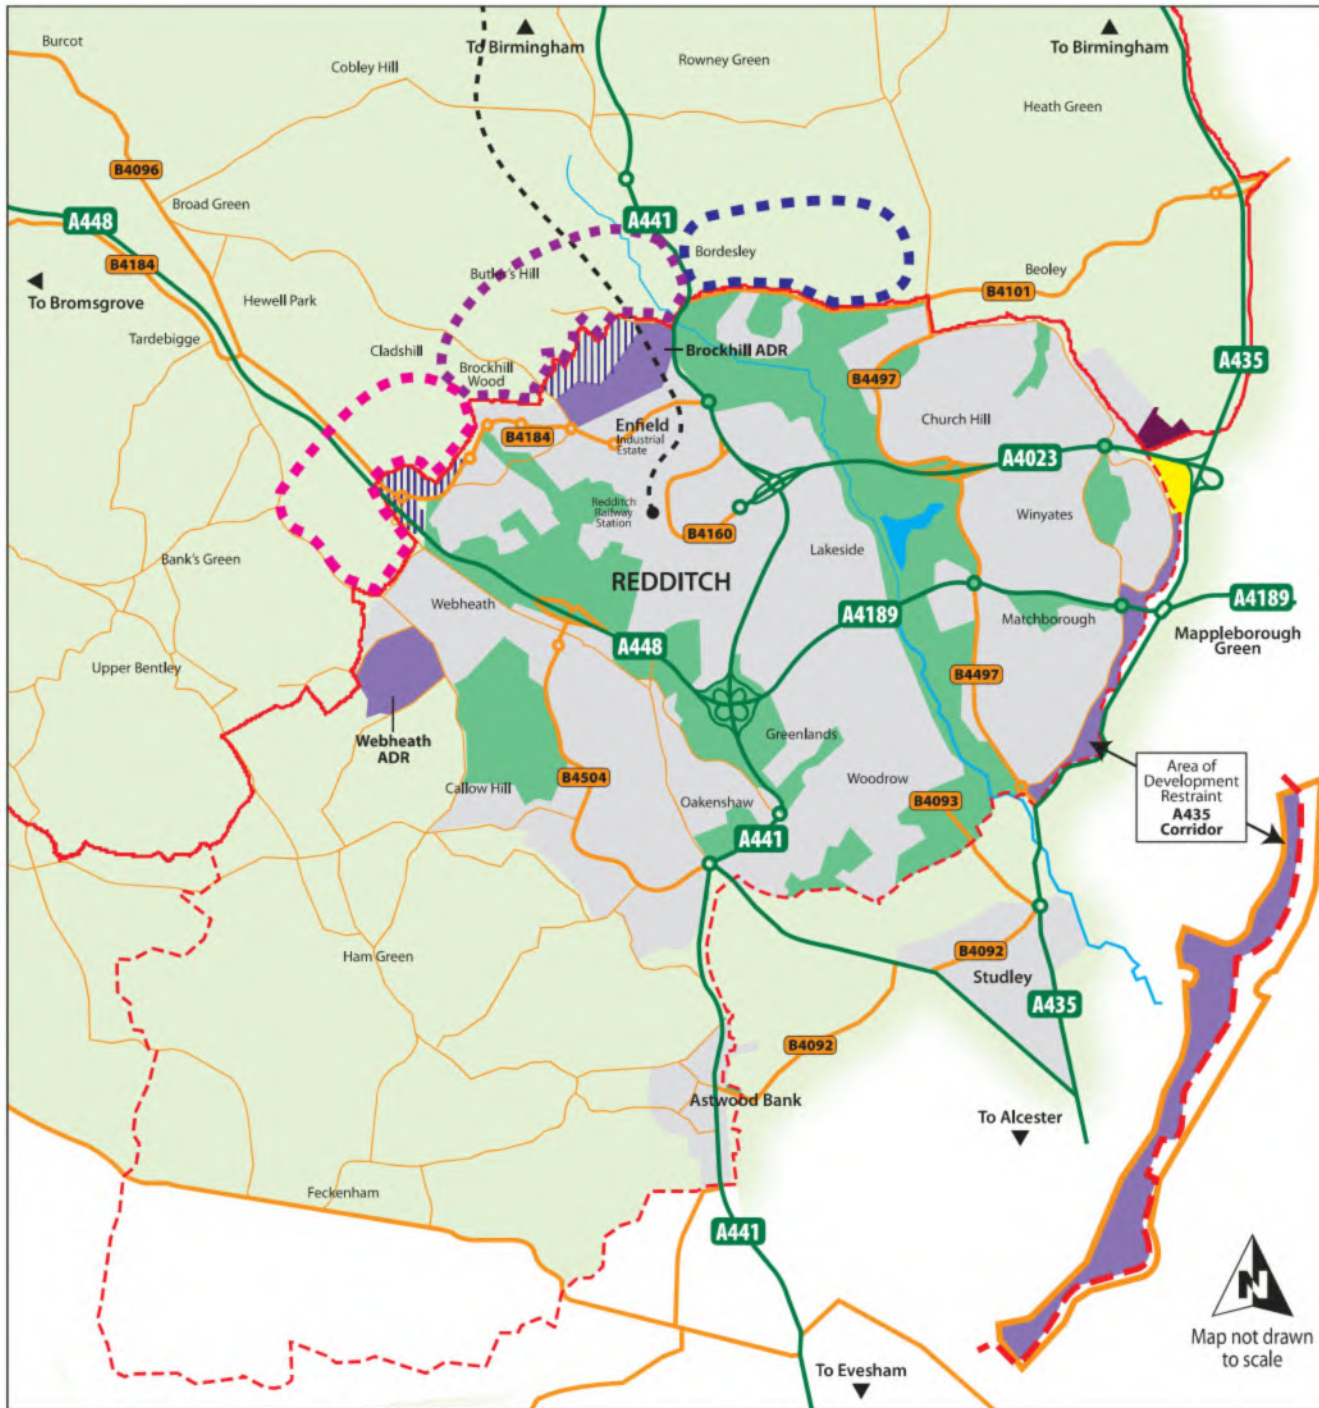 Burcot
To Birmingham
To Birmingham
Rowney Green
Cobley Hill
Heath Green
B4096
Broad Green
A448
A441
Bordesley
B4184
Butler's Hill
Beoley
To Bromsgrove
Hewell Park
B4101
Tardebigge
Cladshill
Brockhill ADR
A435
Brockhill
Wood
B4497
Church Hill
Enfield
Industrial
Estate
B4184
A4023
Redditch
Railway
Station
B4160
Winyates
Lakeside
Bank's Green
REDDITCH
Webheath
A4189
A4189
Matchborough
Mappleborough
Green
A448
Upper Bentley
B4497
Webheath
ADR
Greenlands
Area of
Development
Restraint
A435
Corridor
Callow Hill
B4504
Woodrow
Oakenshaw
B4093
A441
Ham Green
B4092
Studley
A435
B4092
Astwood Bank
To Alcester
Feckenham
A441
N
Map not drawn
to scale
To Evesham